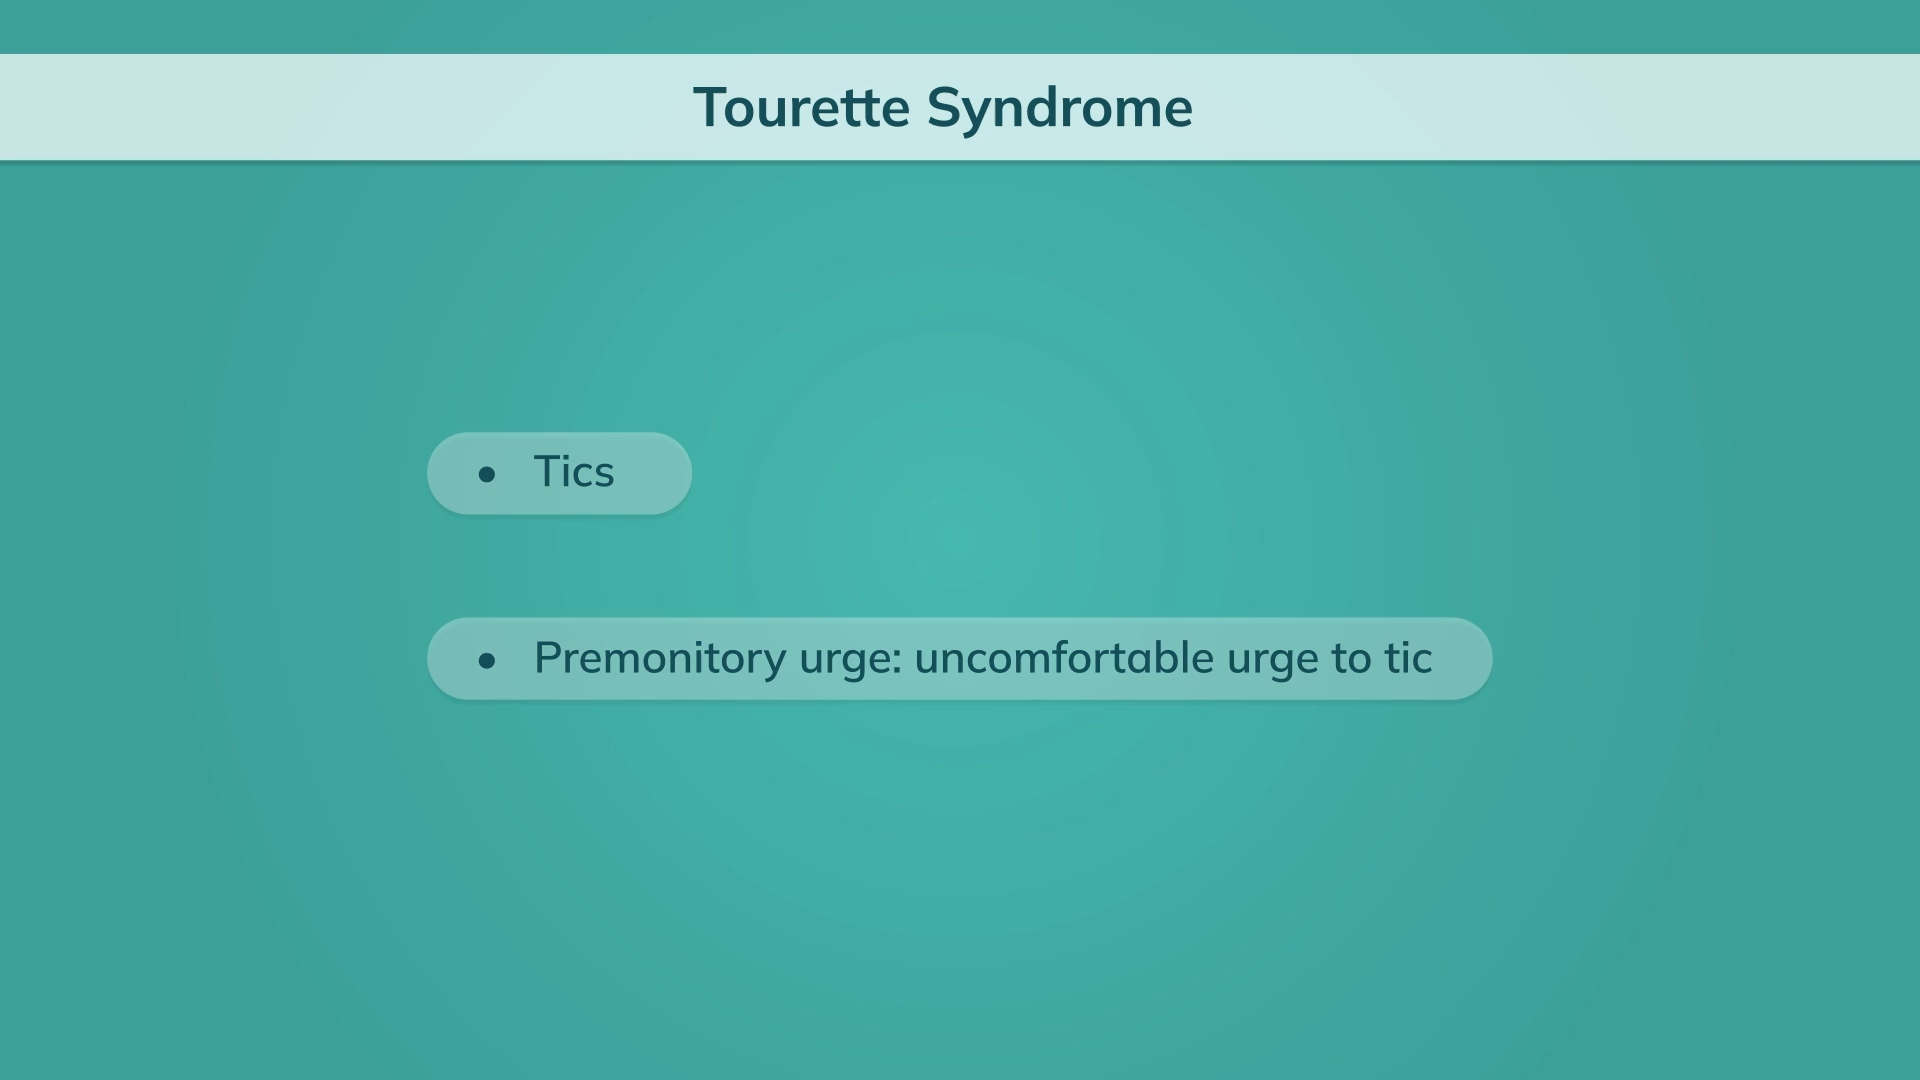 Tourette Syndrome
• Tics
• Premonitory urge: uncomfortable urge to tic